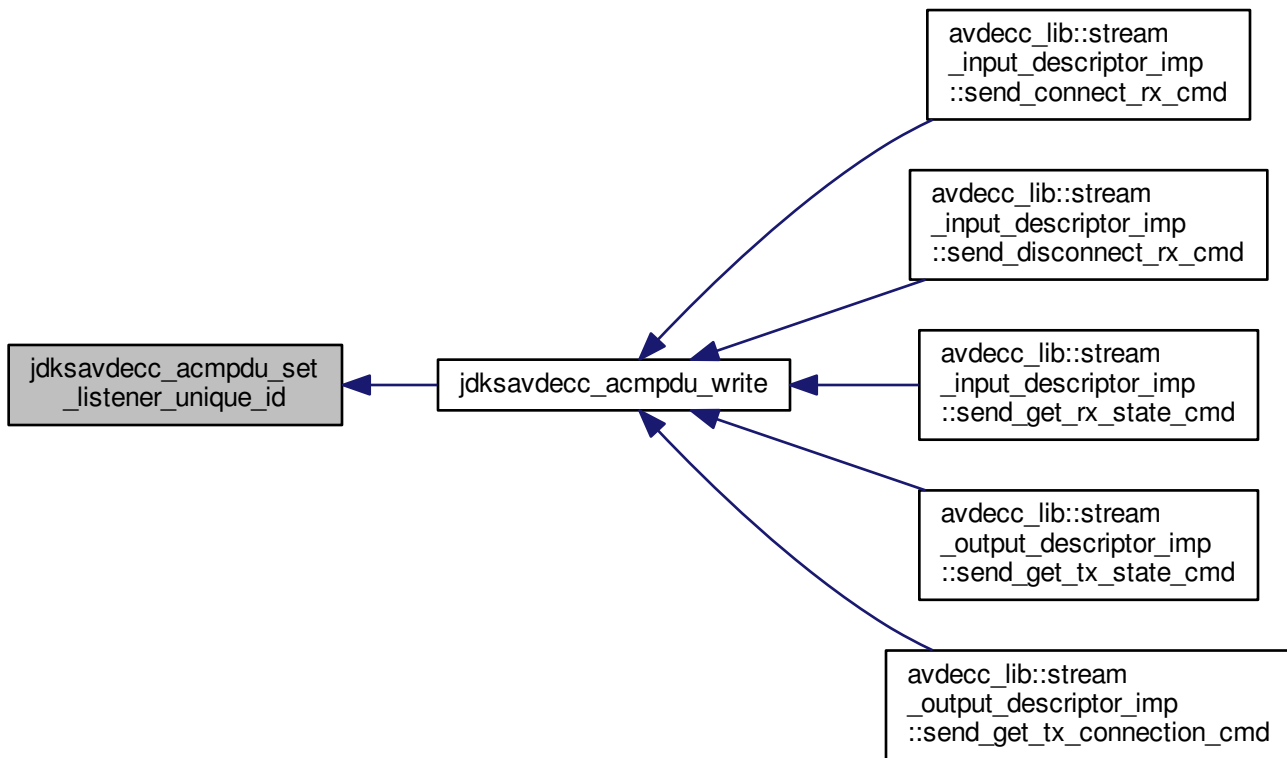 avdecc_lib::stream
_input_descriptor_imp
::send_connect_rx_cmd
avdecc_lib::stream
_input_descriptor_imp
::send_disconnect_rx_cmd
jdksavdecc_acmpdu_set
_listener_unique_id
jdksavdecc_acmpdu_write
avdecc_lib::stream
_input_descriptor_imp
::send_get_rx_state_cmd
avdecc_lib::stream
_output_descriptor_imp
::send_get_tx_state_cmd
avdecc_lib::stream
_output_descriptor_imp
::send_get_tx_connection_cmd